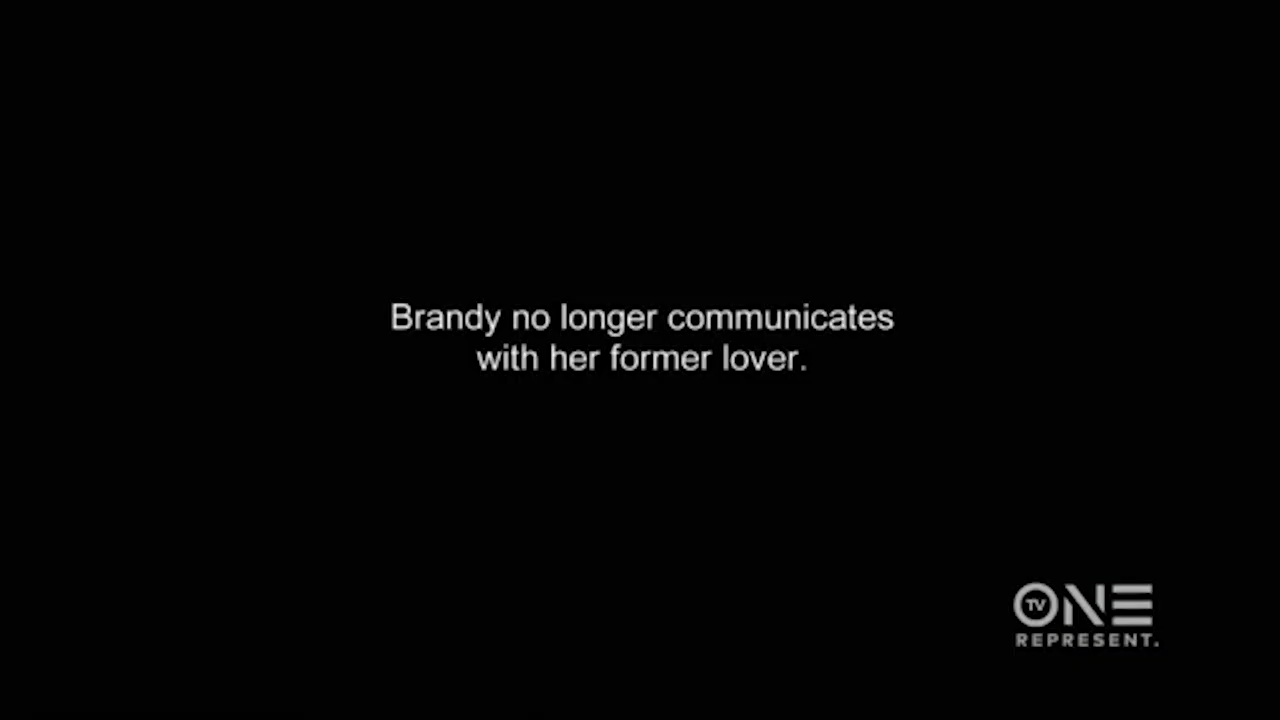 Brandy no longer communicates
with her former lover.
TV ONE
REPRESENT.